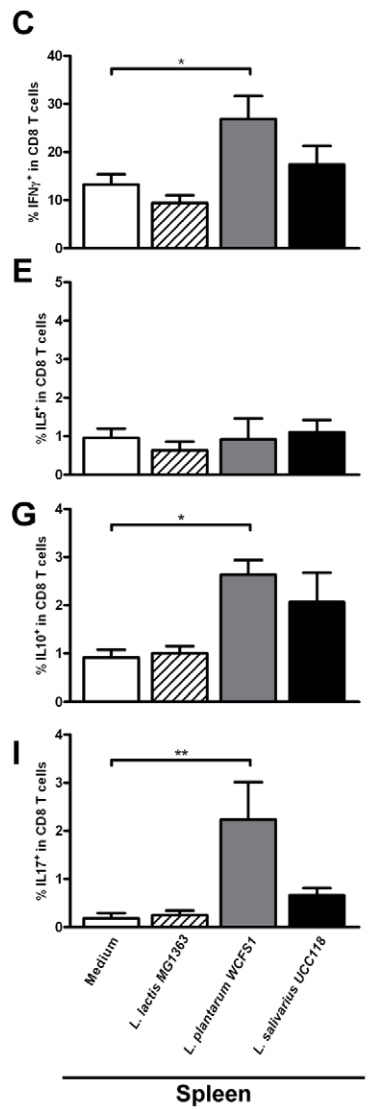 C
% IFNγ⁺ in CD8 T cells
40
30
20
10
0
*
E
% IL5⁺ in CD8 T cells
5
4
3
2
1
0
G
% IL10⁺ in CD8 T cells
4
3
2
1
0
*
I
% IL17⁺ in CD8 T cells
4
3
2
1
0
**
Medium
L. lactis MG1363
L. plantarum WCFS1
L. salivarius UCC118
Spleen